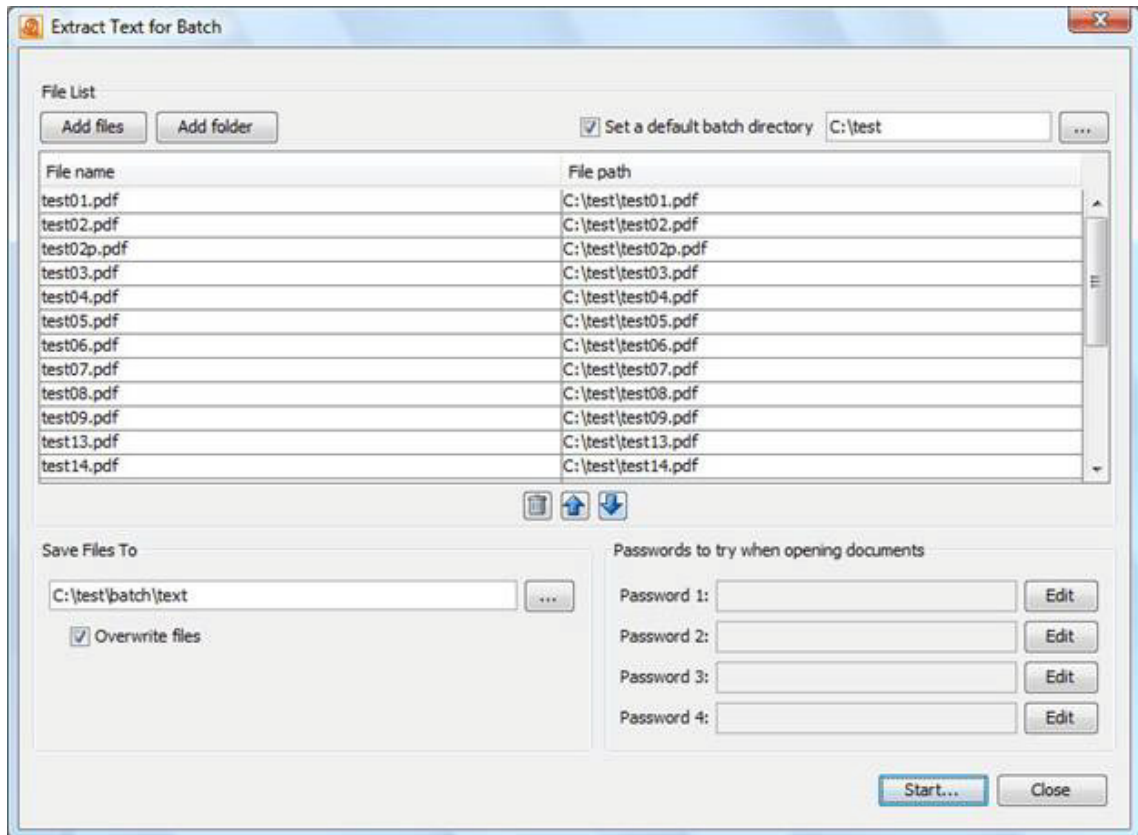 Extract Text for Batch
File List
Add files Add folder Set a default batch directory C:\test ...
File name File path
test01.pdf C:\test\test01.pdf
test02.pdf C:\test\test02.pdf
test02p.pdf C:\test\test02p.pdf
test03.pdf C:\test\test03.pdf
test04.pdf C:\test\test04.pdf
test05.pdf C:\test\test05.pdf
test06.pdf C:\test\test06.pdf
test07.pdf C:\test\test07.pdf
test08.pdf C:\test\test08.pdf
test09.pdf C:\test\test09.pdf
test13.pdf C:\test\test13.pdf
test14.pdf C:\test\test14.pdf
Save Files To
C:\test\batch\text ...
Overwrite files
Passwords to try when opening documents
Password 1: Edit
Password 2: Edit
Password 3: Edit
Password 4: Edit
Start... Close